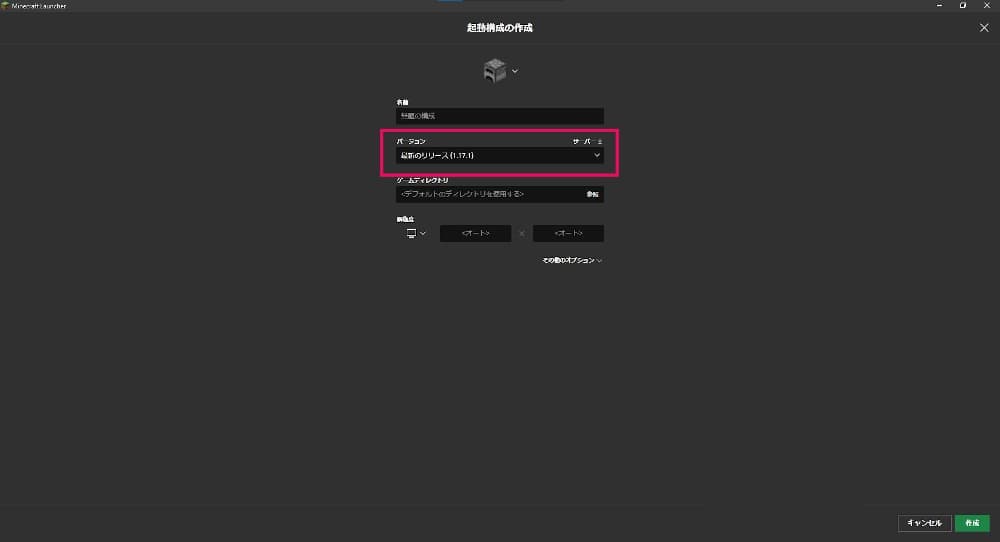 Minecraft Launcher
起動構成の作成
名前
無題の構成
バージョン サーバー
最新のリリース (1.17.1)
ゲームディレクトリ
<デフォルトのディレクトリを使用する> 参照
解像度
<オート> × <オート>
その他のオプション
キャンセル 作成